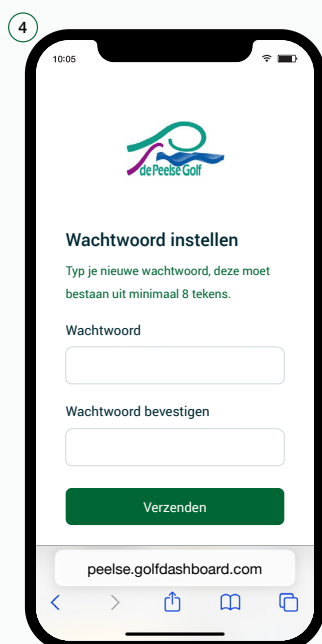 4
10:05
de Peelse Golf
Wachtwoord instellen
Typ je nieuwe wachtwoord, deze moet
bestaan uit minimaal 8 tekens.
Wachtwoord
Wachtwoord bevestigen
Verzenden
peelse.golfdashboard.com